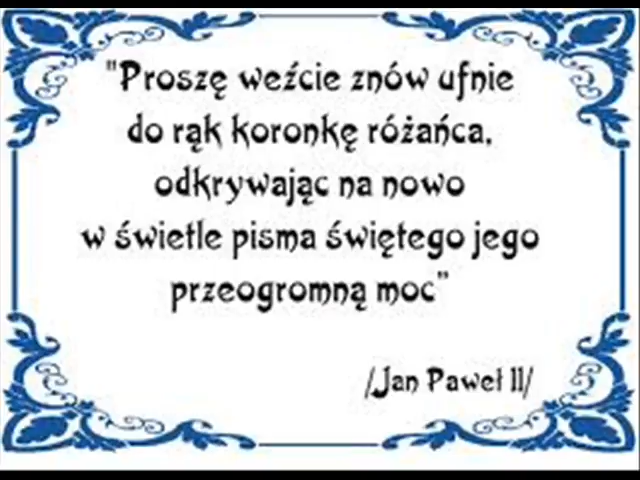 "Proszę weźcie znów ufnie
do rąk koronkę różańca,
odkrywając na nowo
w świetle pisma świętego jego
przeogromną moc"
/Jan Paweł II/